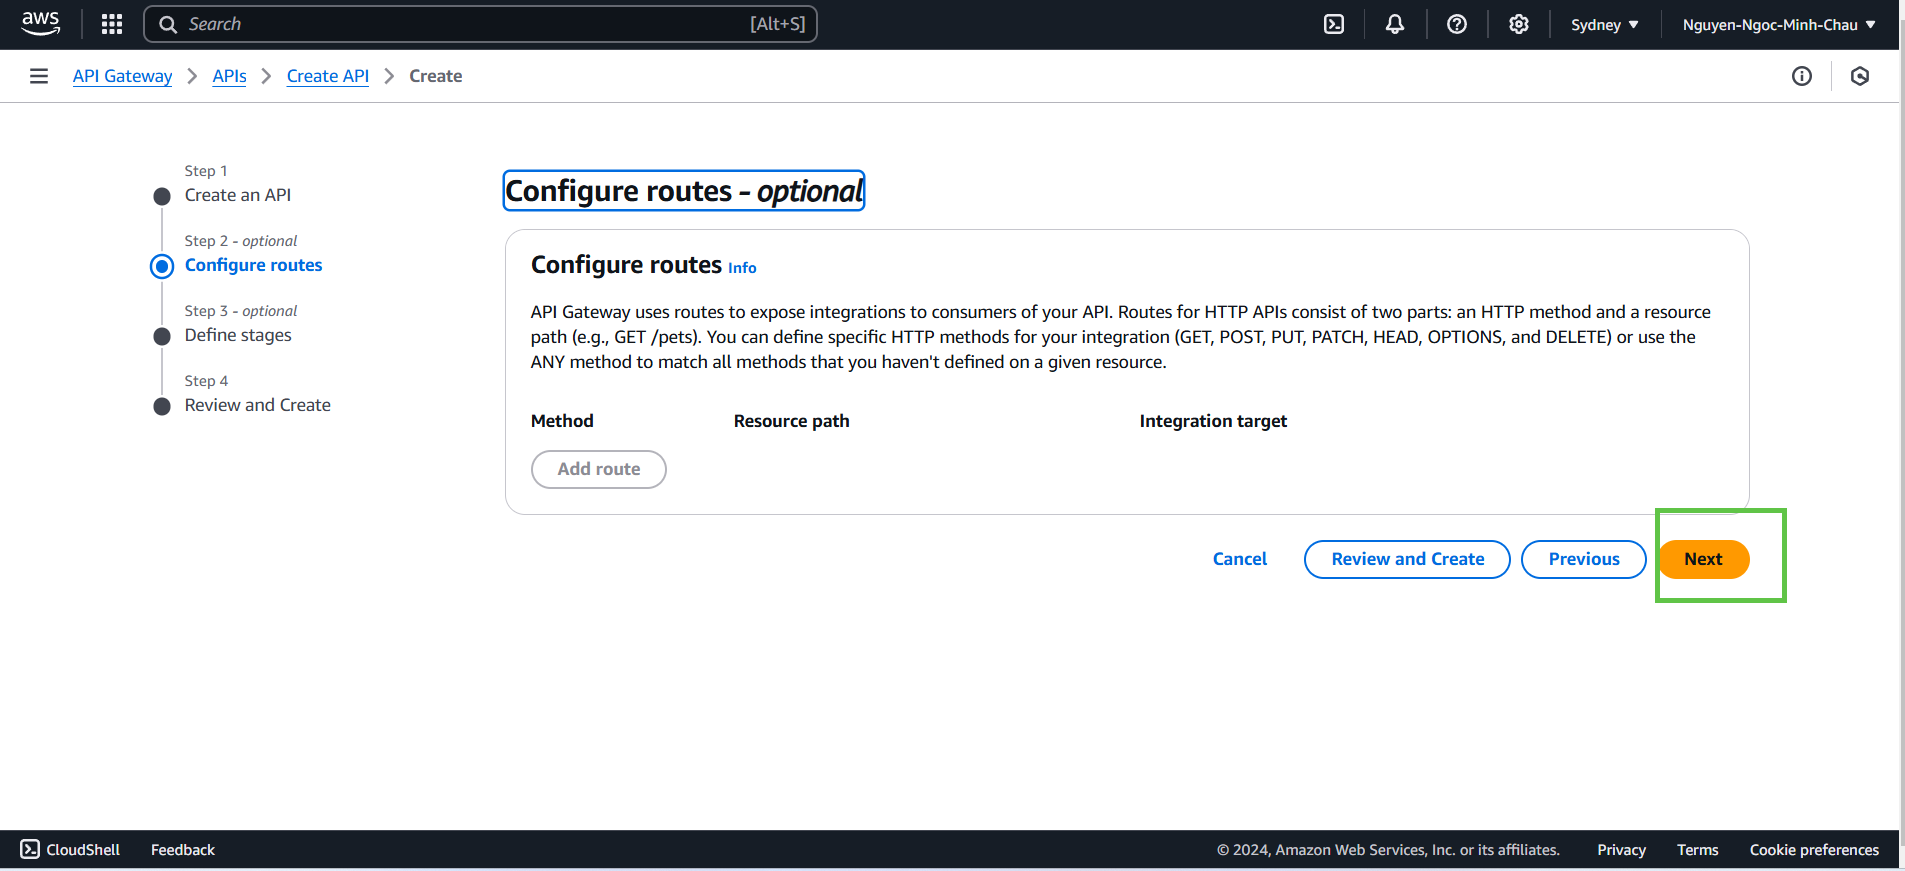 aws
Search [Alt+S]
Sydney
Nguyen-Ngoc-Minh-Chau
API Gateway > APIs > Create API > Create
Step 1
Create an API
Step 2 - optional
Configure routes
Step 3 - optional
Define stages
Step 4
Review and Create
Configure routes - optional
Configure routes Info
API Gateway uses routes to expose integrations to consumers of your API. Routes for HTTP APIs consist of two parts: an HTTP method and a resource
path (e.g., GET /pets). You can define specific HTTP methods for your integration (GET, POST, PUT, PATCH, HEAD, OPTIONS, and DELETE) or use the
ANY method to match all methods that you haven't defined on a given resource.
Method Resource path Integration target
Add route
Cancel Review and Create Previous Next
CloudShell Feedback © 2024, Amazon Web Services, Inc. or its affiliates. Privacy Terms Cookie preferences